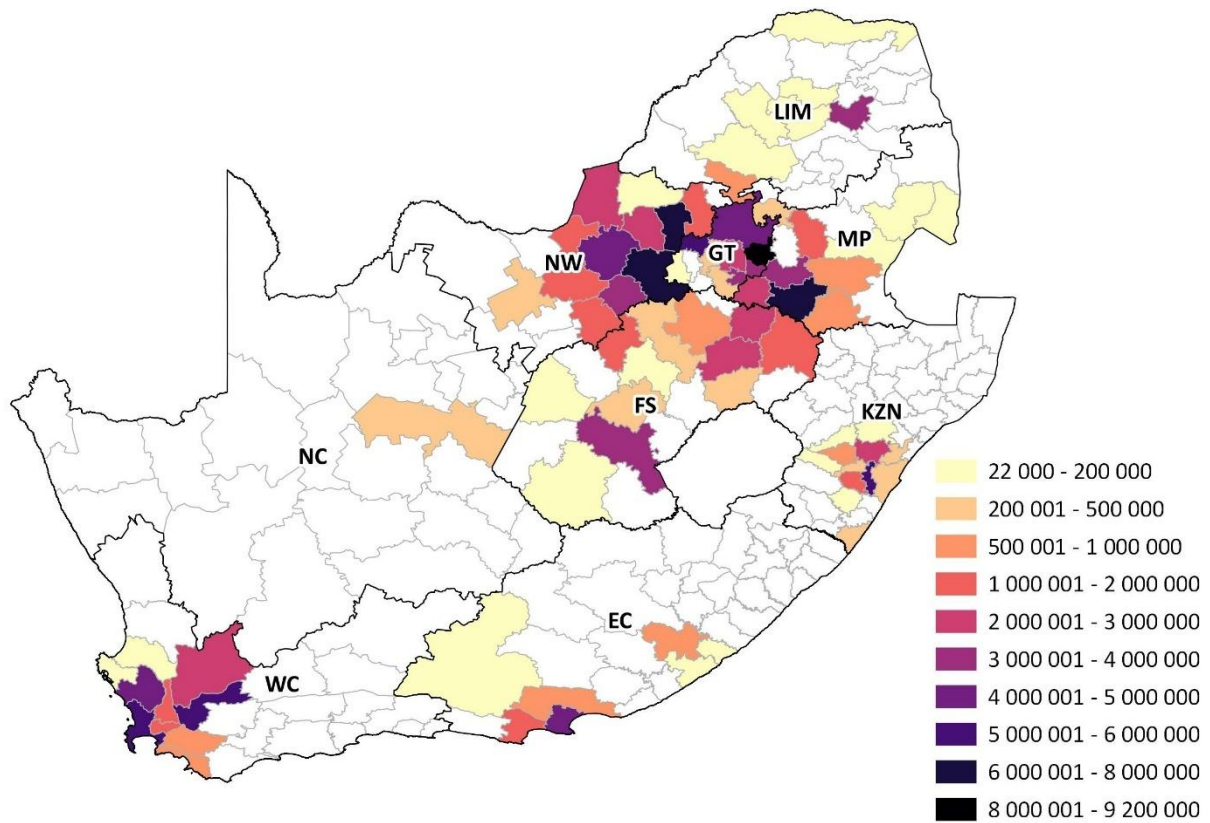 LIM
MP
GT
NW
KZN
FS
NC
EC
WC
22 000 - 200 000
200 001 - 500 000
500 001 - 1 000 000
1 000 001 - 2 000 000
2 000 001 - 3 000 000
3 000 001 - 4 000 000
4 000 001 - 5 000 000
5 000 001 - 6 000 000
6 000 001 - 8 000 000
8 000 001 - 9 200 000